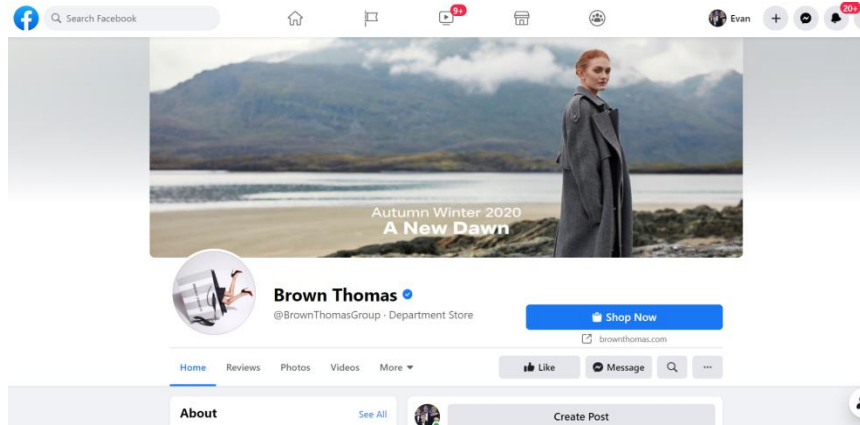 Search Facebook
9+
Evan
20+
Autumn Winter 2020
A New Dawn
Brown Thomas
@BrownThomasGroup · Department Store
Shop Now
brownthomas.com
Home Reviews Photos Videos More
Like Message ...
About See All
Create Post